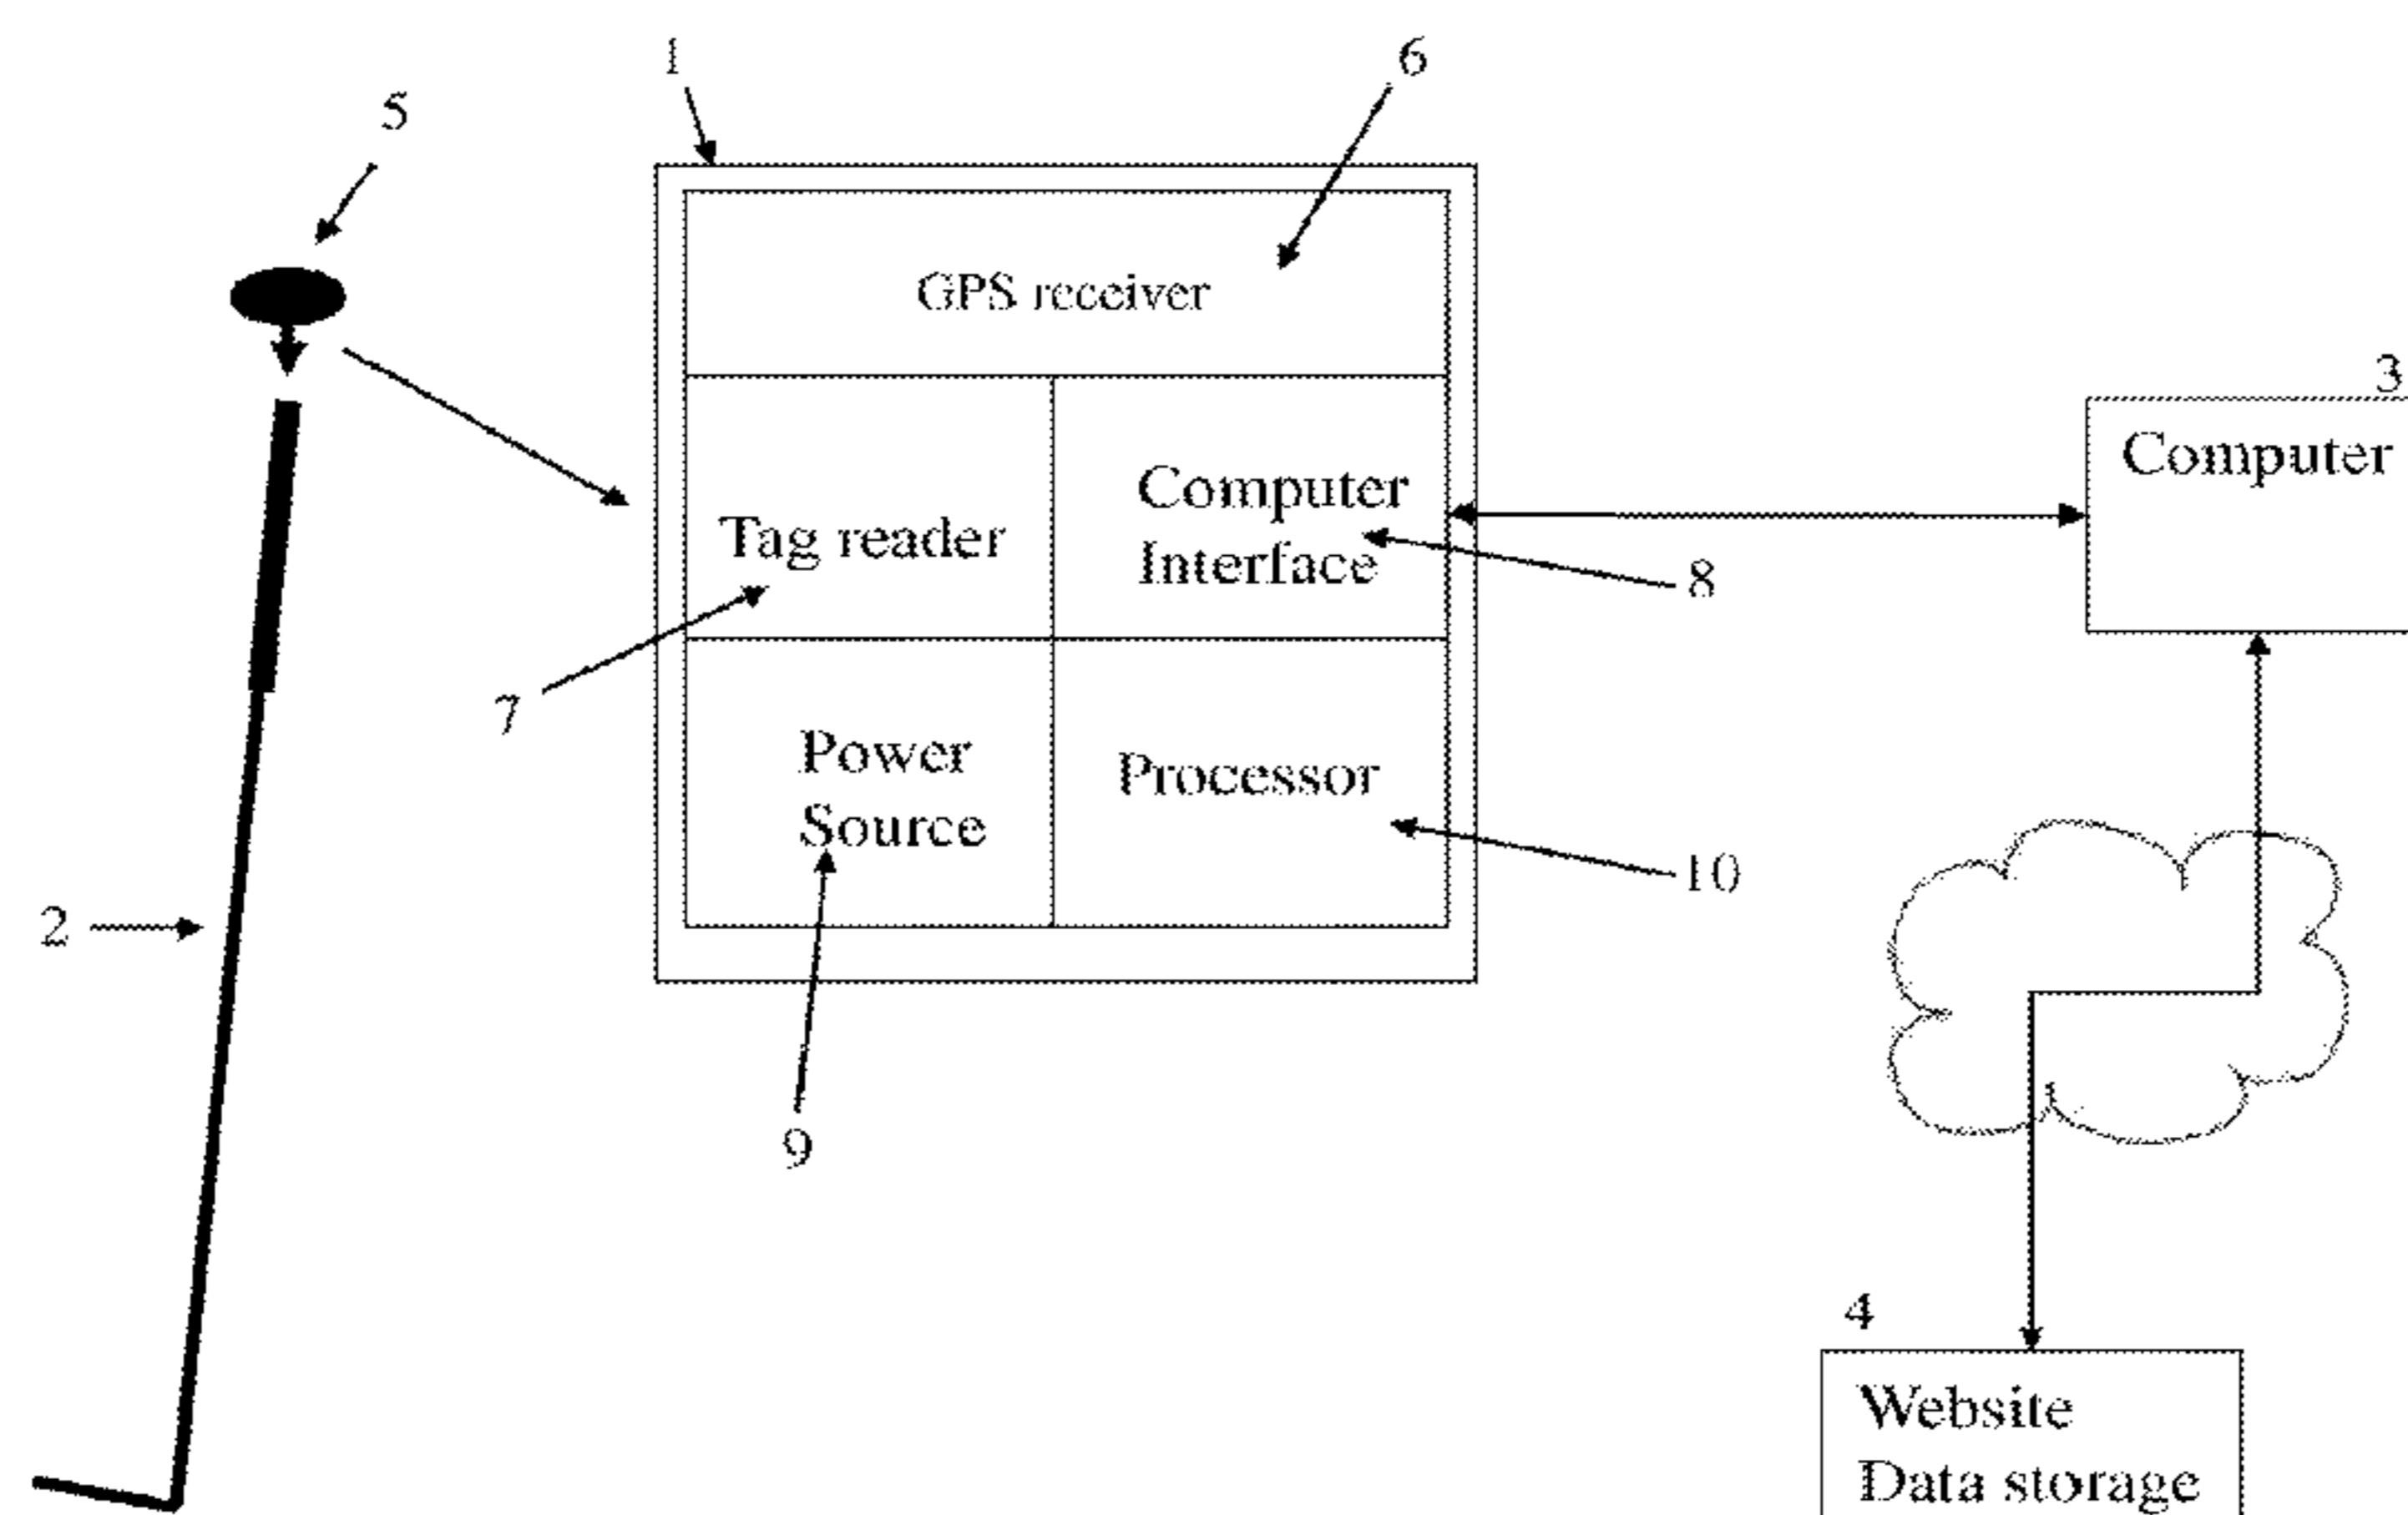 1
6
5
GPS receiver
3
Computer
Computer
Interface
Tag reader
8
7
Power
Source
Processor
10
2
9
4
Website
Data storage